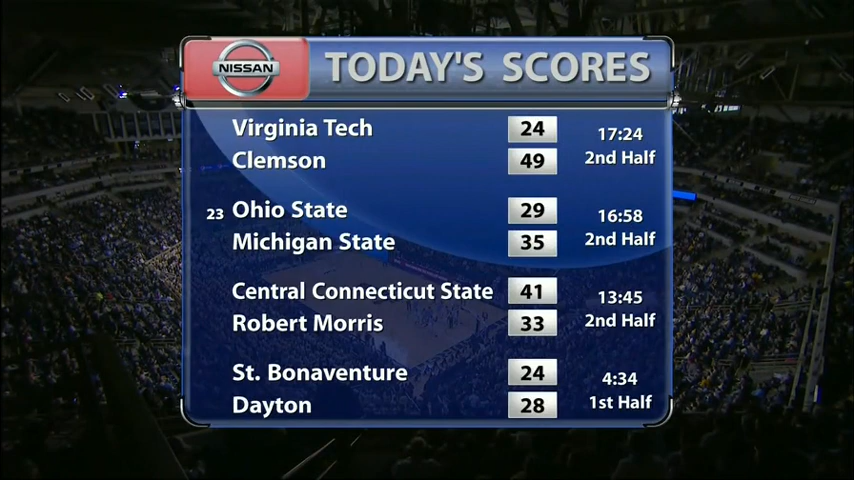 NISSAN TODAY'S SCORES
Virginia Tech 24 17:24
Clemson 49 2nd Half
23 Ohio State 29 16:58
Michigan State 35 2nd Half
Central Connecticut State 41 13:45
Robert Morris 33 2nd Half
St. Bonaventure 24 4:34
Dayton 28 1st Half